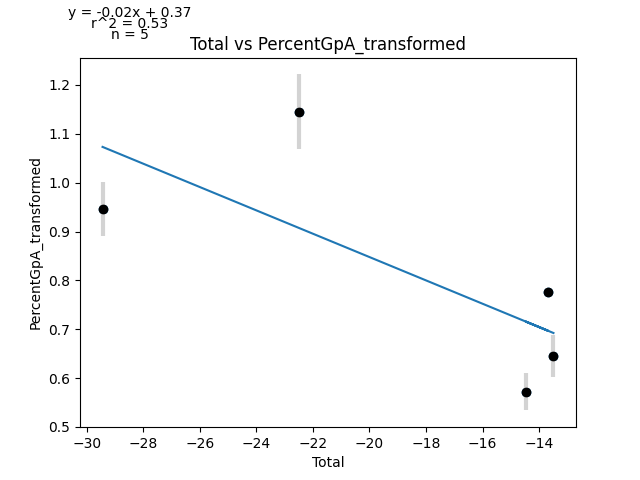 y = -0.02x + 0.37
r^2 = 0.53
n = 5
Total vs PercentGpA_transformed
PercentGpA_transformed
1.2
1.1
1.0
0.9
0.8
0.7
0.6
0.5
−30 −28 −26 −24 −22 −20 −18 −16 −14
Total